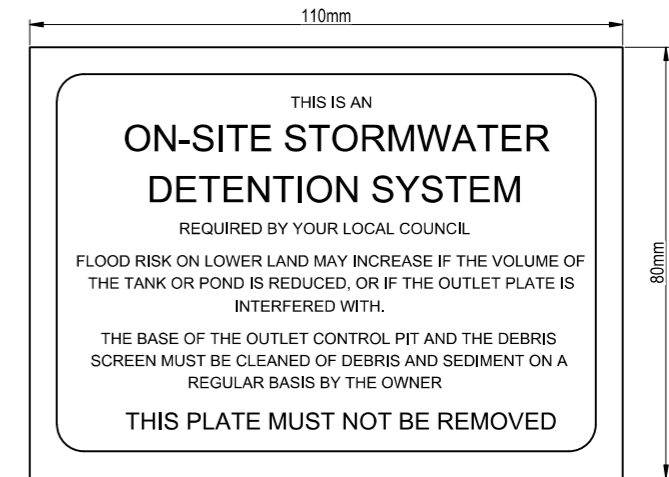 110mm
THIS IS AN
ON-SITE STORMWATER
DETENTION SYSTEM
REQUIRED BY YOUR LOCAL COUNCIL
FLOOD RISK ON LOWER LAND MAY INCREASE IF THE VOLUME OF
THE TANK OR POND IS REDUCED, OR IF THE OUTLET PLATE IS
INTERFERED WITH.
THE BASE OF THE OUTLET CONTROL PIT AND THE DEBRIS
SCREEN MUST BE CLEANED OF DEBRIS AND SEDIMENT ON A
REGULAR BASIS BY THE OWNER
THIS PLATE MUST NOT BE REMOVED
80mm